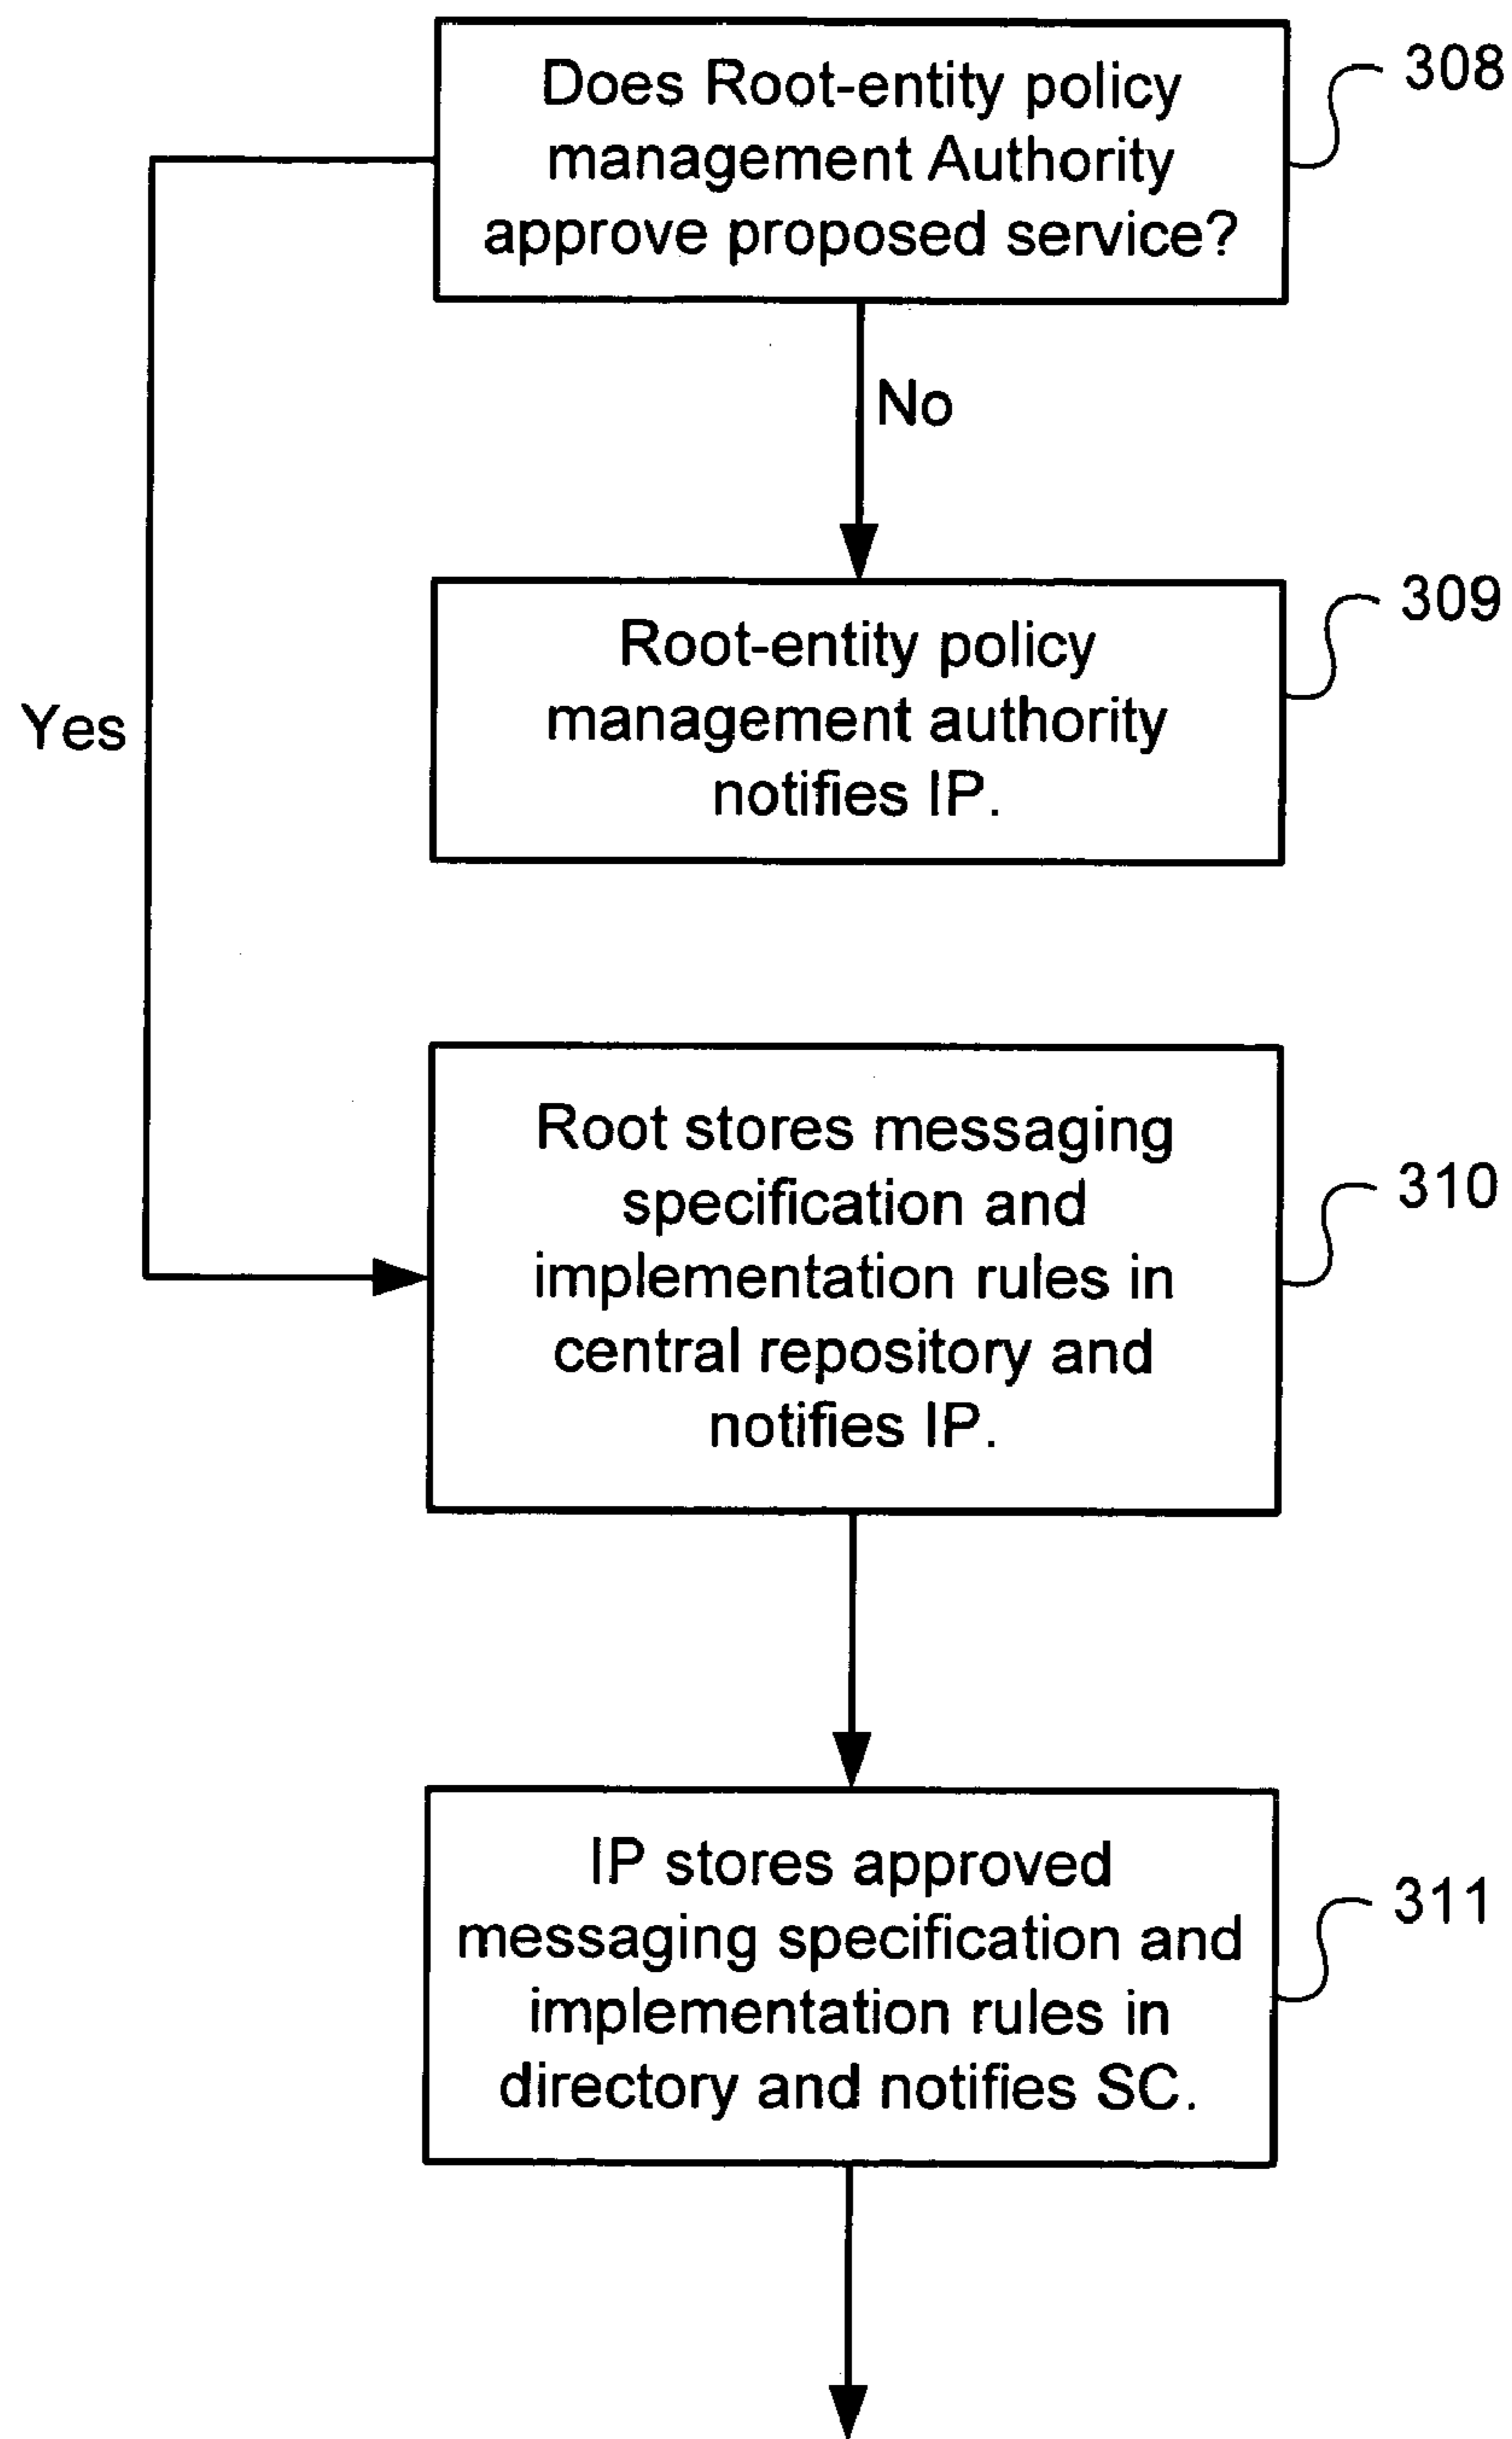 Does Root-entity policy
management Authority
approve proposed service?
308
No
Root-entity policy
management authority
notifies IP.
309
Yes
Root stores messaging
specification and
implementation rules in
central repository and
notifies IP.
310
IP stores approved
messaging specification and
implementation rules in
directory and notifies SC.
311